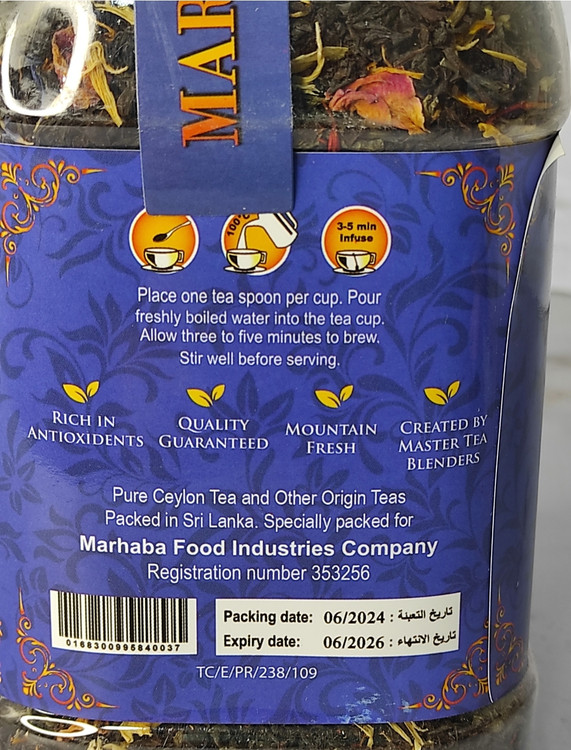 MAR
100°C
3-5 min
Infuse
Place one tea spoon per cup. Pour
freshly boiled water into the tea cup.
Allow three to five minutes to brew.
Stir well before serving.
RICH IN
ANTIOXIDENTS
QUALITY
GUARANTEED
MOUNTAIN
FRESH
CREATED BY
MASTER TEA
BLENDERS
Pure Ceylon Tea and Other Origin Teas
Packed in Sri Lanka. Specially packed for
Marhaba Food Industries Company
Registration number 353256
0168300995840037
Packing date: 06/2024 : تاريخ التعبئة
Expiry date: 06/2026 : تاريخ الانتهاء
TC/E/PR/238/109